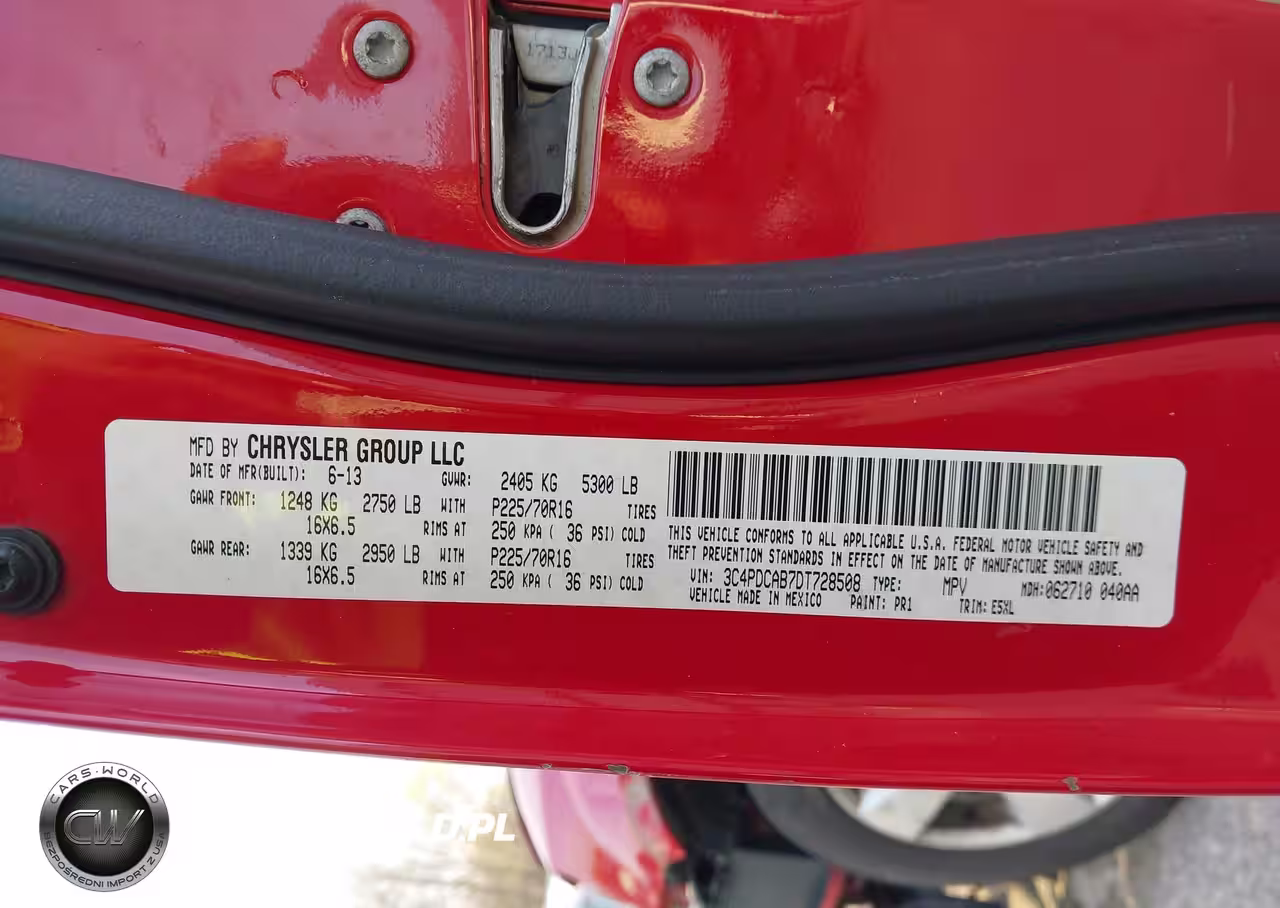 1713J
MFD BY CHRYSLER GROUP LLC
DATE OF MFR(BUILT): 6-13 GVWR: 2405 KG 5300 LB
GAWR FRONT: 1248 KG 2750 LB WITH P225/70R16 TIRES
16X6.5 RIMS AT 250 KPA ( 36 PSI) COLD
GAWR REAR: 1339 KG 2950 LB WITH P225/70R16 TIRES
16X6.5 RIMS AT 250 KPA ( 36 PSI) COLD
THIS VEHICLE CONFORMS TO ALL APPLICABLE U.S.A. FEDERAL MOTOR VEHICLE SAFETY AND
THEFT PREVENTION STANDARDS IN EFFECT ON THE DATE OF MANUFACTURE SHOWN ABOVE.
VIN: 3C4PDCAB7DT728508 TYPE: MPV MDH:062710 040AA
VEHICLE MADE IN MEXICO PAINT: PR1 TRIM: E5XL
CARS-WORLD
CW
BEZPOŚREDNI IMPORT Z USA
D.PL